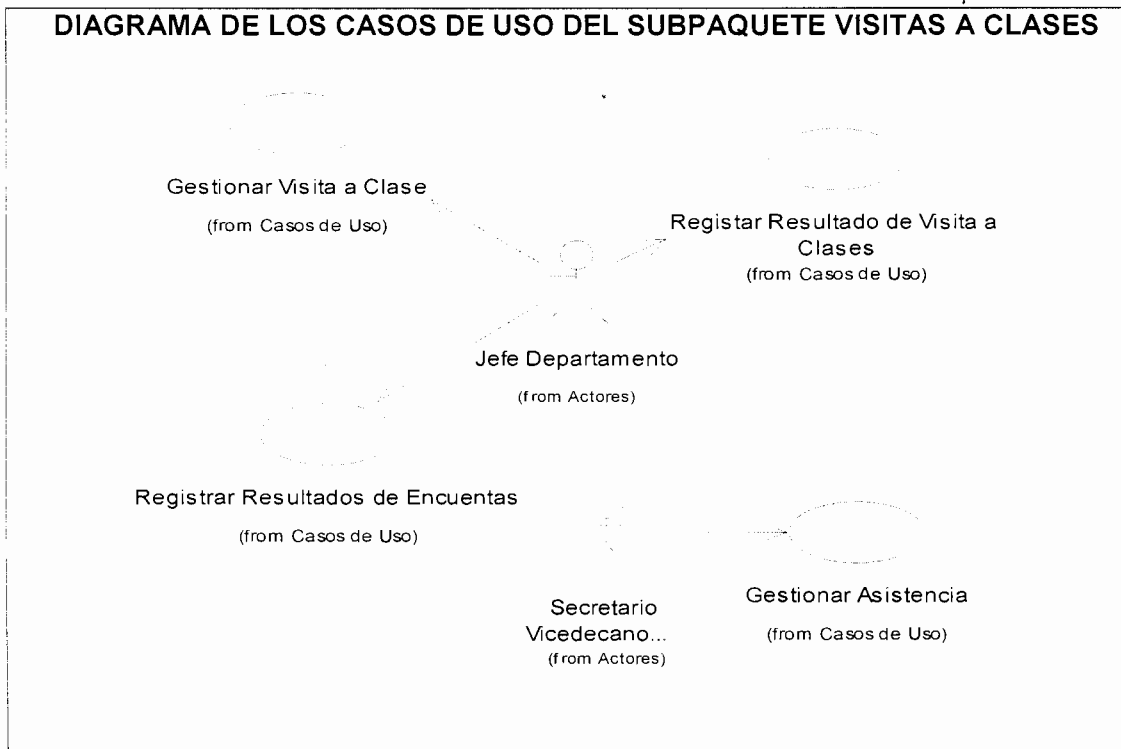 DIAGRAMA DE LOS CASOS DE USO DEL SUBPAQUETE VISITAS A CLASES
Gestionar Visita a Clase
(from Casos de Uso)
Registar Resultado de Visita a
Clases
(from Casos de Uso)
Jefe Departamento
(from Actores)
Registrar Resultados de Encuentas
(from Casos de Uso)
Secretario
Vicedecano...
(from Actores)
Gestionar Asistencia
(from Casos de Uso)